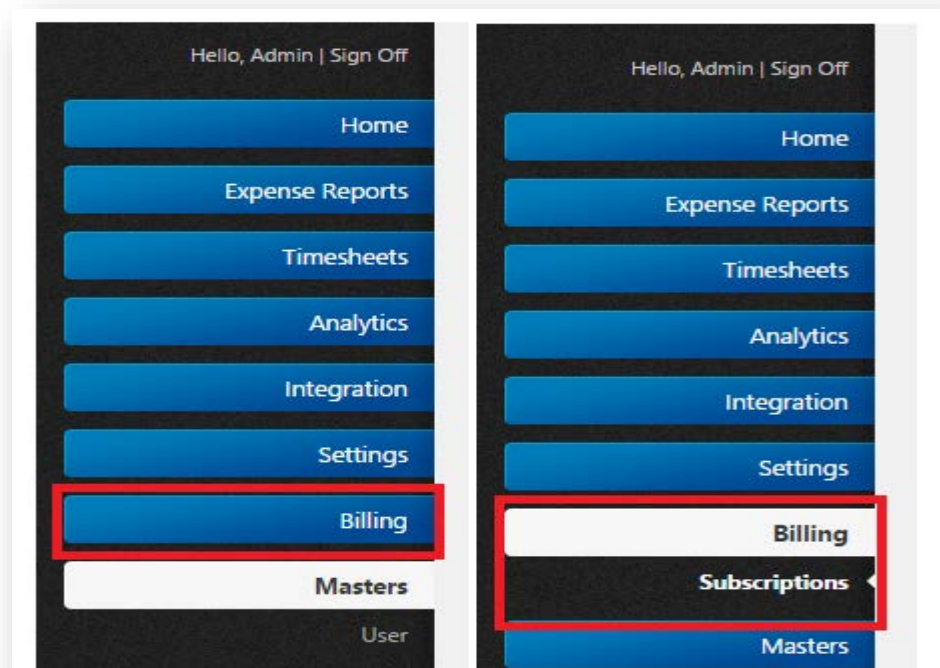 Hello, Admin | Sign Off
Home
Expense Reports
Timesheets
Analytics
Integration
Settings
Billing
Masters
User
Hello, Admin | Sign Off
Home
Expense Reports
Timesheets
Analytics
Integration
Settings
Billing
Subscriptions
Masters